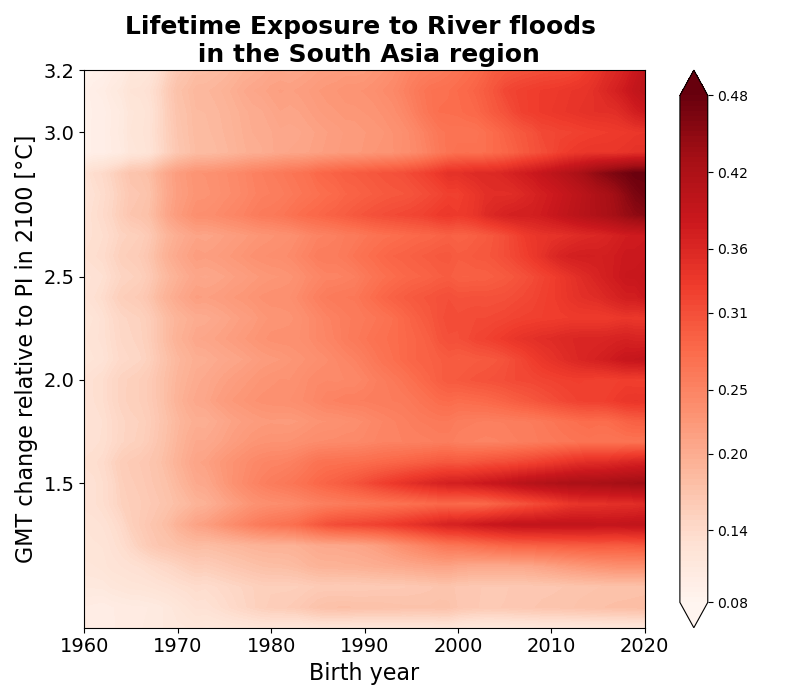 Lifetime Exposure to River floods
in the South Asia region
GMT change relative to PI in 2100 [°C]
3.2
3.0
2.5
2.0
1.5
1960 1970 1980 1990 2000 2010 2020
Birth year
0.48
0.42
0.36
0.31
0.25
0.20
0.14
0.08